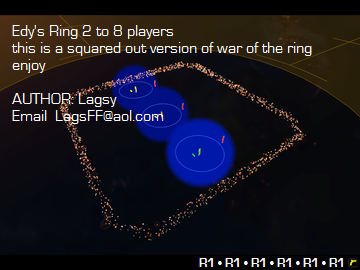 Edy's Ring 2 to 8 players
this is a squared out version of war of the ring
enjoy
AUTHOR: Lagsy
Email LagsFF@aol.com
R1 • R1 • R1 • R1 • R1 • R1 r